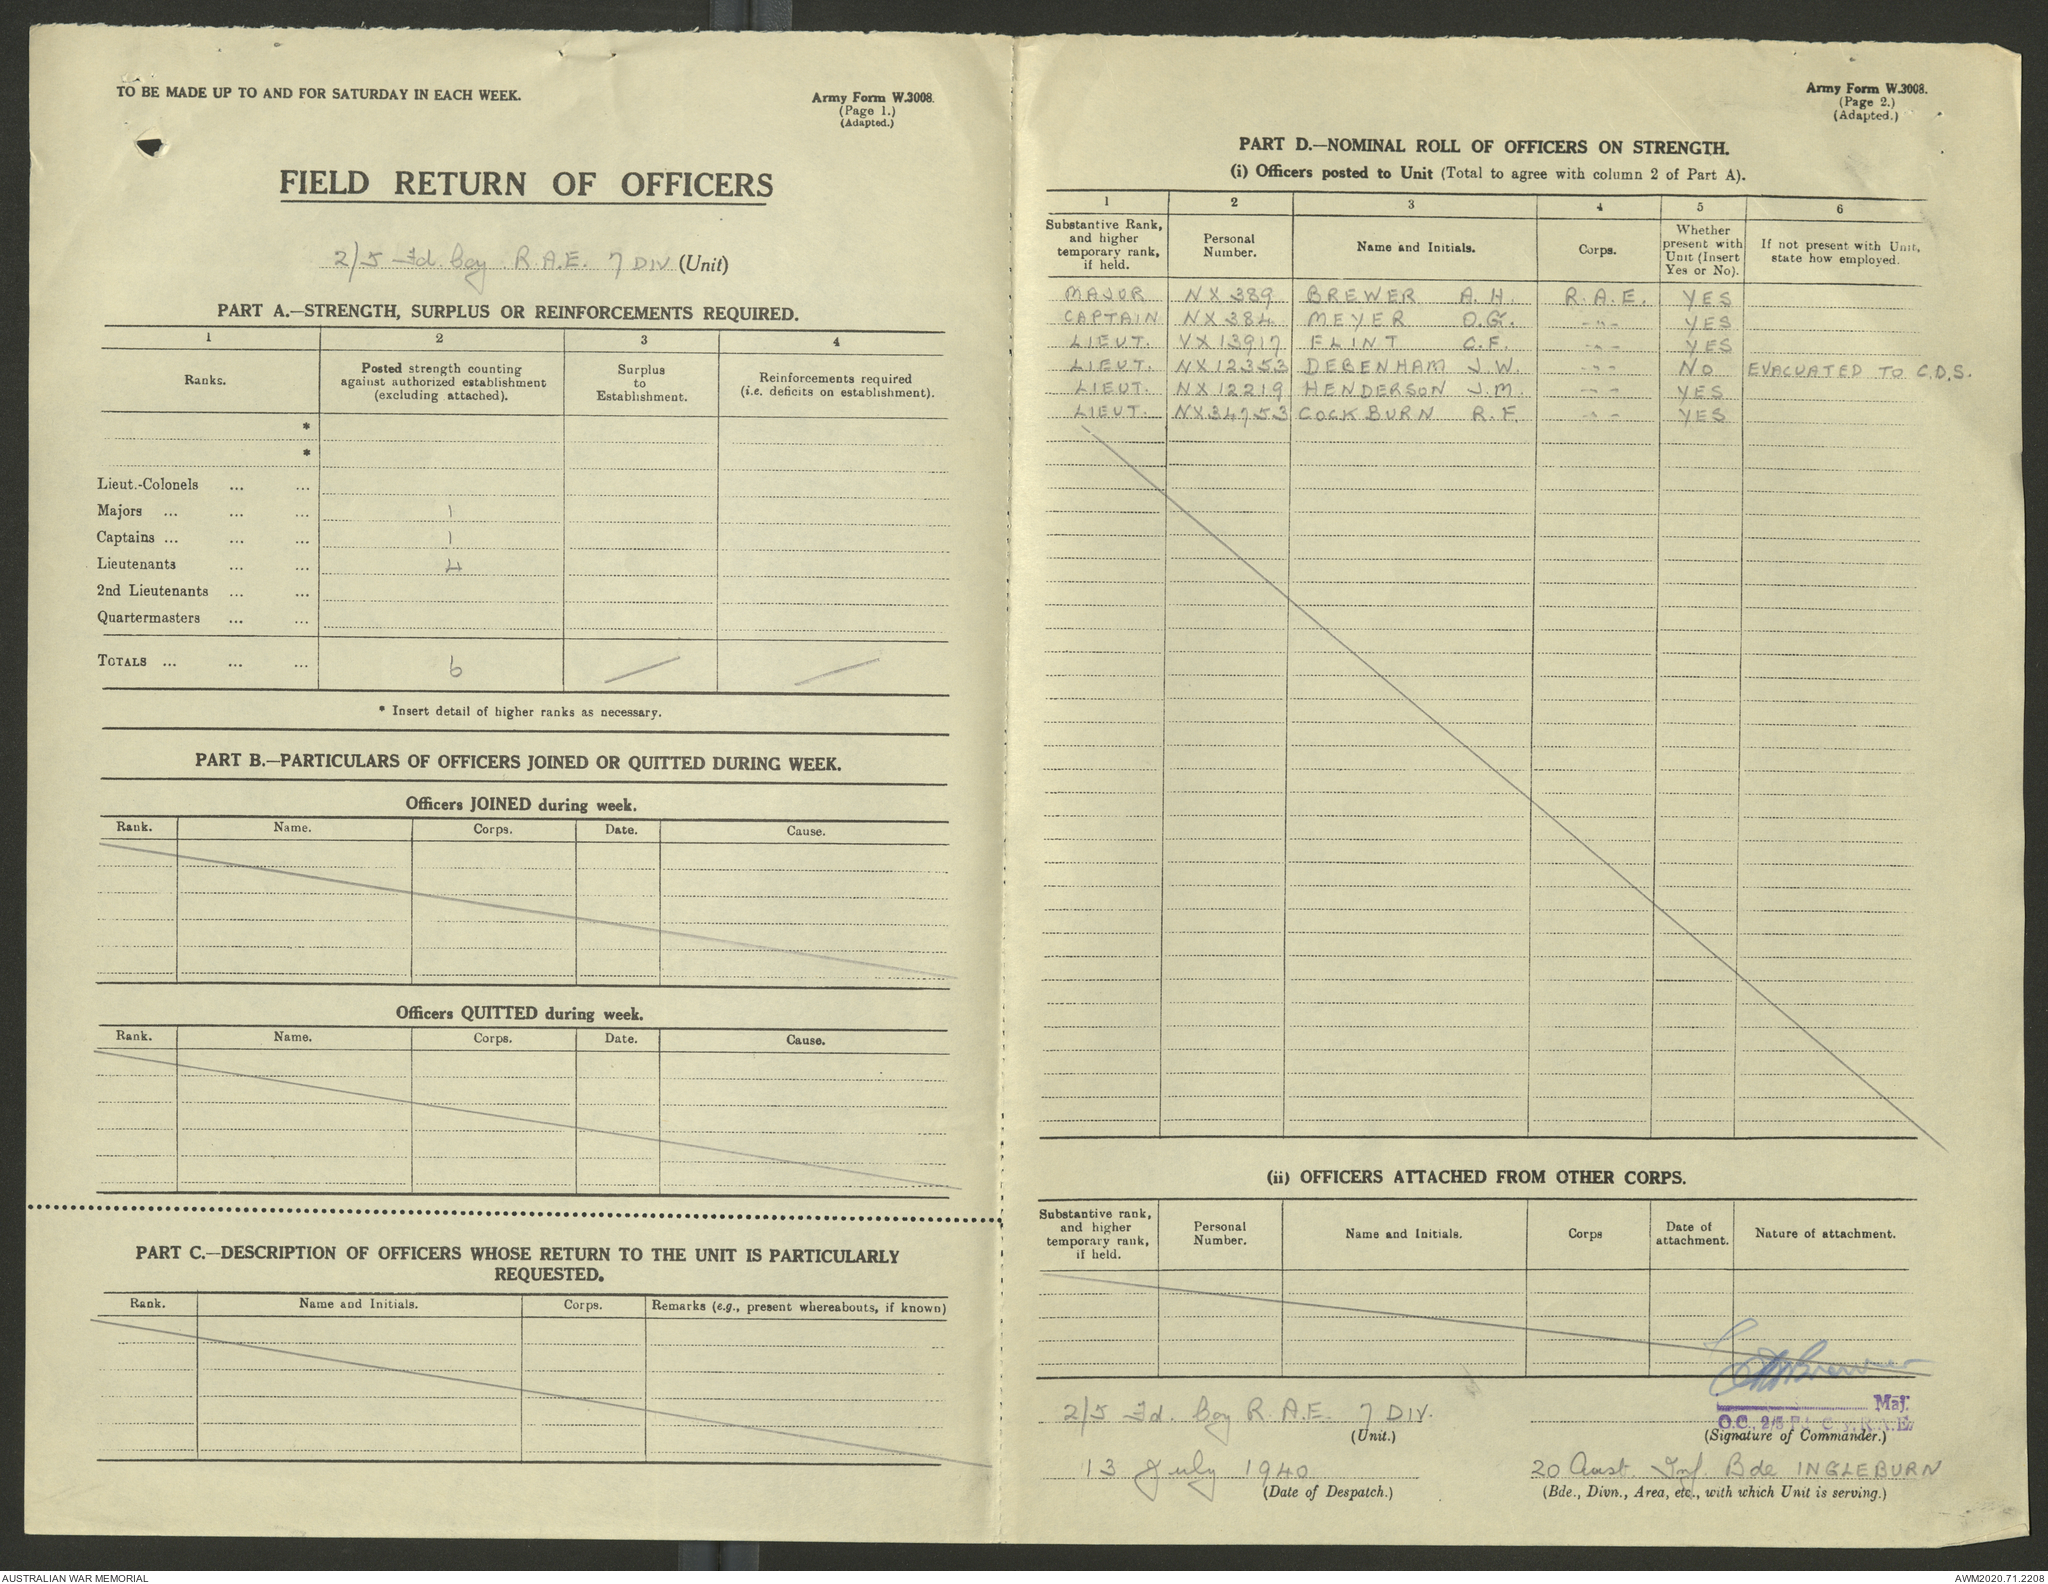 TO BE MADE UP TO AND FOR SATURDAY IN EACH WEEK.
Army Form W.3008.
(Page 1.)
(Adapted.)
FIELD RETURN OF OFFICERS
2/5 Fd. Coy R.A.E. 7 DIV (Unit)
PART A.—STRENGTH, SURPLUS OR REINFORCEMENTS REQUIRED.
1 2 3 4
Ranks. Posted strength counting against authorized establishment (excluding attached). Surplus to Establishment. Reinforcements required (i.e. deficits on establishment).
*
*
Lieut.-Colonels ... ...
Majors ... ... ... 1
Captains ... ... ... 1
Lieutenants ... ... 4
2nd Lieutenants ... ...
Quartermasters ... ...
TOTALS ... ... ... 6 / /
* Insert detail of higher ranks as necessary.
PART B.—PARTICULARS OF OFFICERS JOINED OR QUITTED DURING WEEK.
Officers JOINED during week.
Rank. Name. Corps. Date. Cause.
Officers QUITTED during week.
Rank. Name. Corps. Date. Cause.
PART C.—DESCRIPTION OF OFFICERS WHOSE RETURN TO THE UNIT IS PARTICULARLY
REQUESTED.
Rank. Name and Initials. Corps. Remarks (e.g., present whereabouts, if known)
Army Form W.3008.
(Page 2.)
(Adapted.)
PART D.—NOMINAL ROLL OF OFFICERS ON STRENGTH.
(i) Officers posted to Unit (Total to agree with column 2 of Part A).
1 2 3 4 5 6
Substantive Rank, and higher temporary rank, if held. Personal Number. Name and Initials. Corps. Whether present with Unit (Insert Yes or No). If not present with Unit, state how employed.
MAJOR NX389 BREWER A.H. R.A.E. YES
CAPTAIN NX384 MEYER O.G. -"- YES
LIEUT. VX13917 FLINT C.F. -"- YES
LIEUT. NX12353 DEBENHAM J.W. -"- NO EVACUATED TO C.D.S.
LIEUT. NX12219 HENDERSON J.M. -"- YES
LIEUT. NX34753 COCKBURN R.F. -"- YES
(ii) OFFICERS ATTACHED FROM OTHER CORPS.
Substantive rank, and higher temporary rank, if held. Personal Number. Name and Initials. Corps Date of attachment. Nature of attachment.
Brewer
Maj.
2/5 Fd. Coy R.A.E. 7 DIV. O.C., 2/5 Fd. Cy. R.A.E.
(Unit.) (Signature of Commander.)
13 July 1940 20 Aust. Inf. Bde INGLEBURN
(Date of Despatch.) (Bde., Divn., Area, etc., with which Unit is serving.)
AUSTRALIAN WAR MEMORIAL AWM2020.71.2208